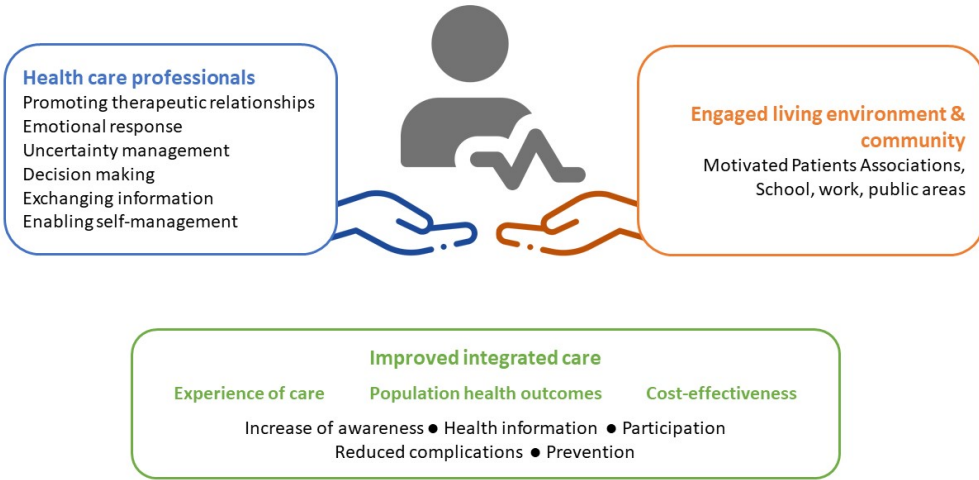 Health care professionals
Promoting therapeutic relationships
Emotional response
Uncertainty management
Decision making
Exchanging information
Enabling self-management
Engaged living environment &
community
Motivated Patients Associations,
School, work, public areas
Improved integrated care
Experience of care Population health outcomes Cost-effectiveness
Increase of awareness ● Health information ● Participation
Reduced complications ● Prevention